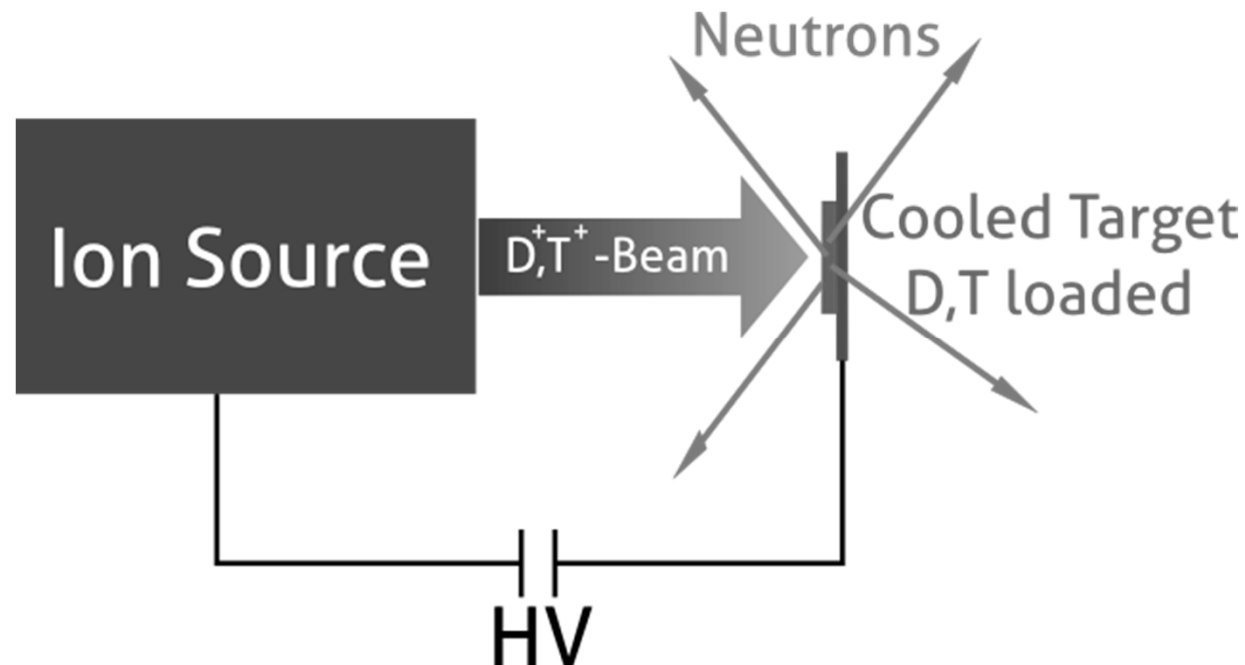 Neutrons
Ion Source
D⁺,T⁺-Beam
Cooled Target
D,T loaded
HV